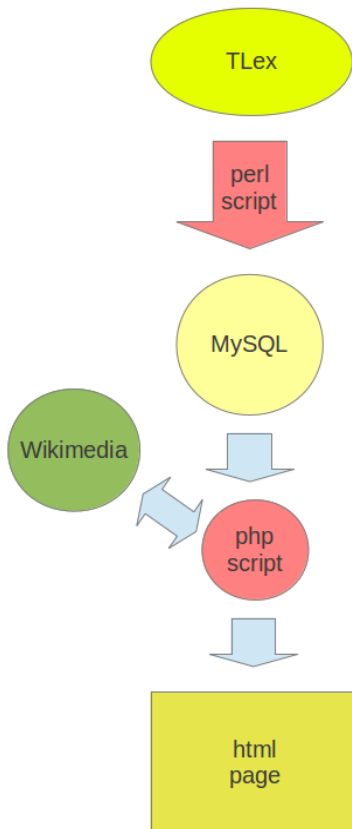 TLex
perl
script
MySQL
Wikimedia
php
script
html
page